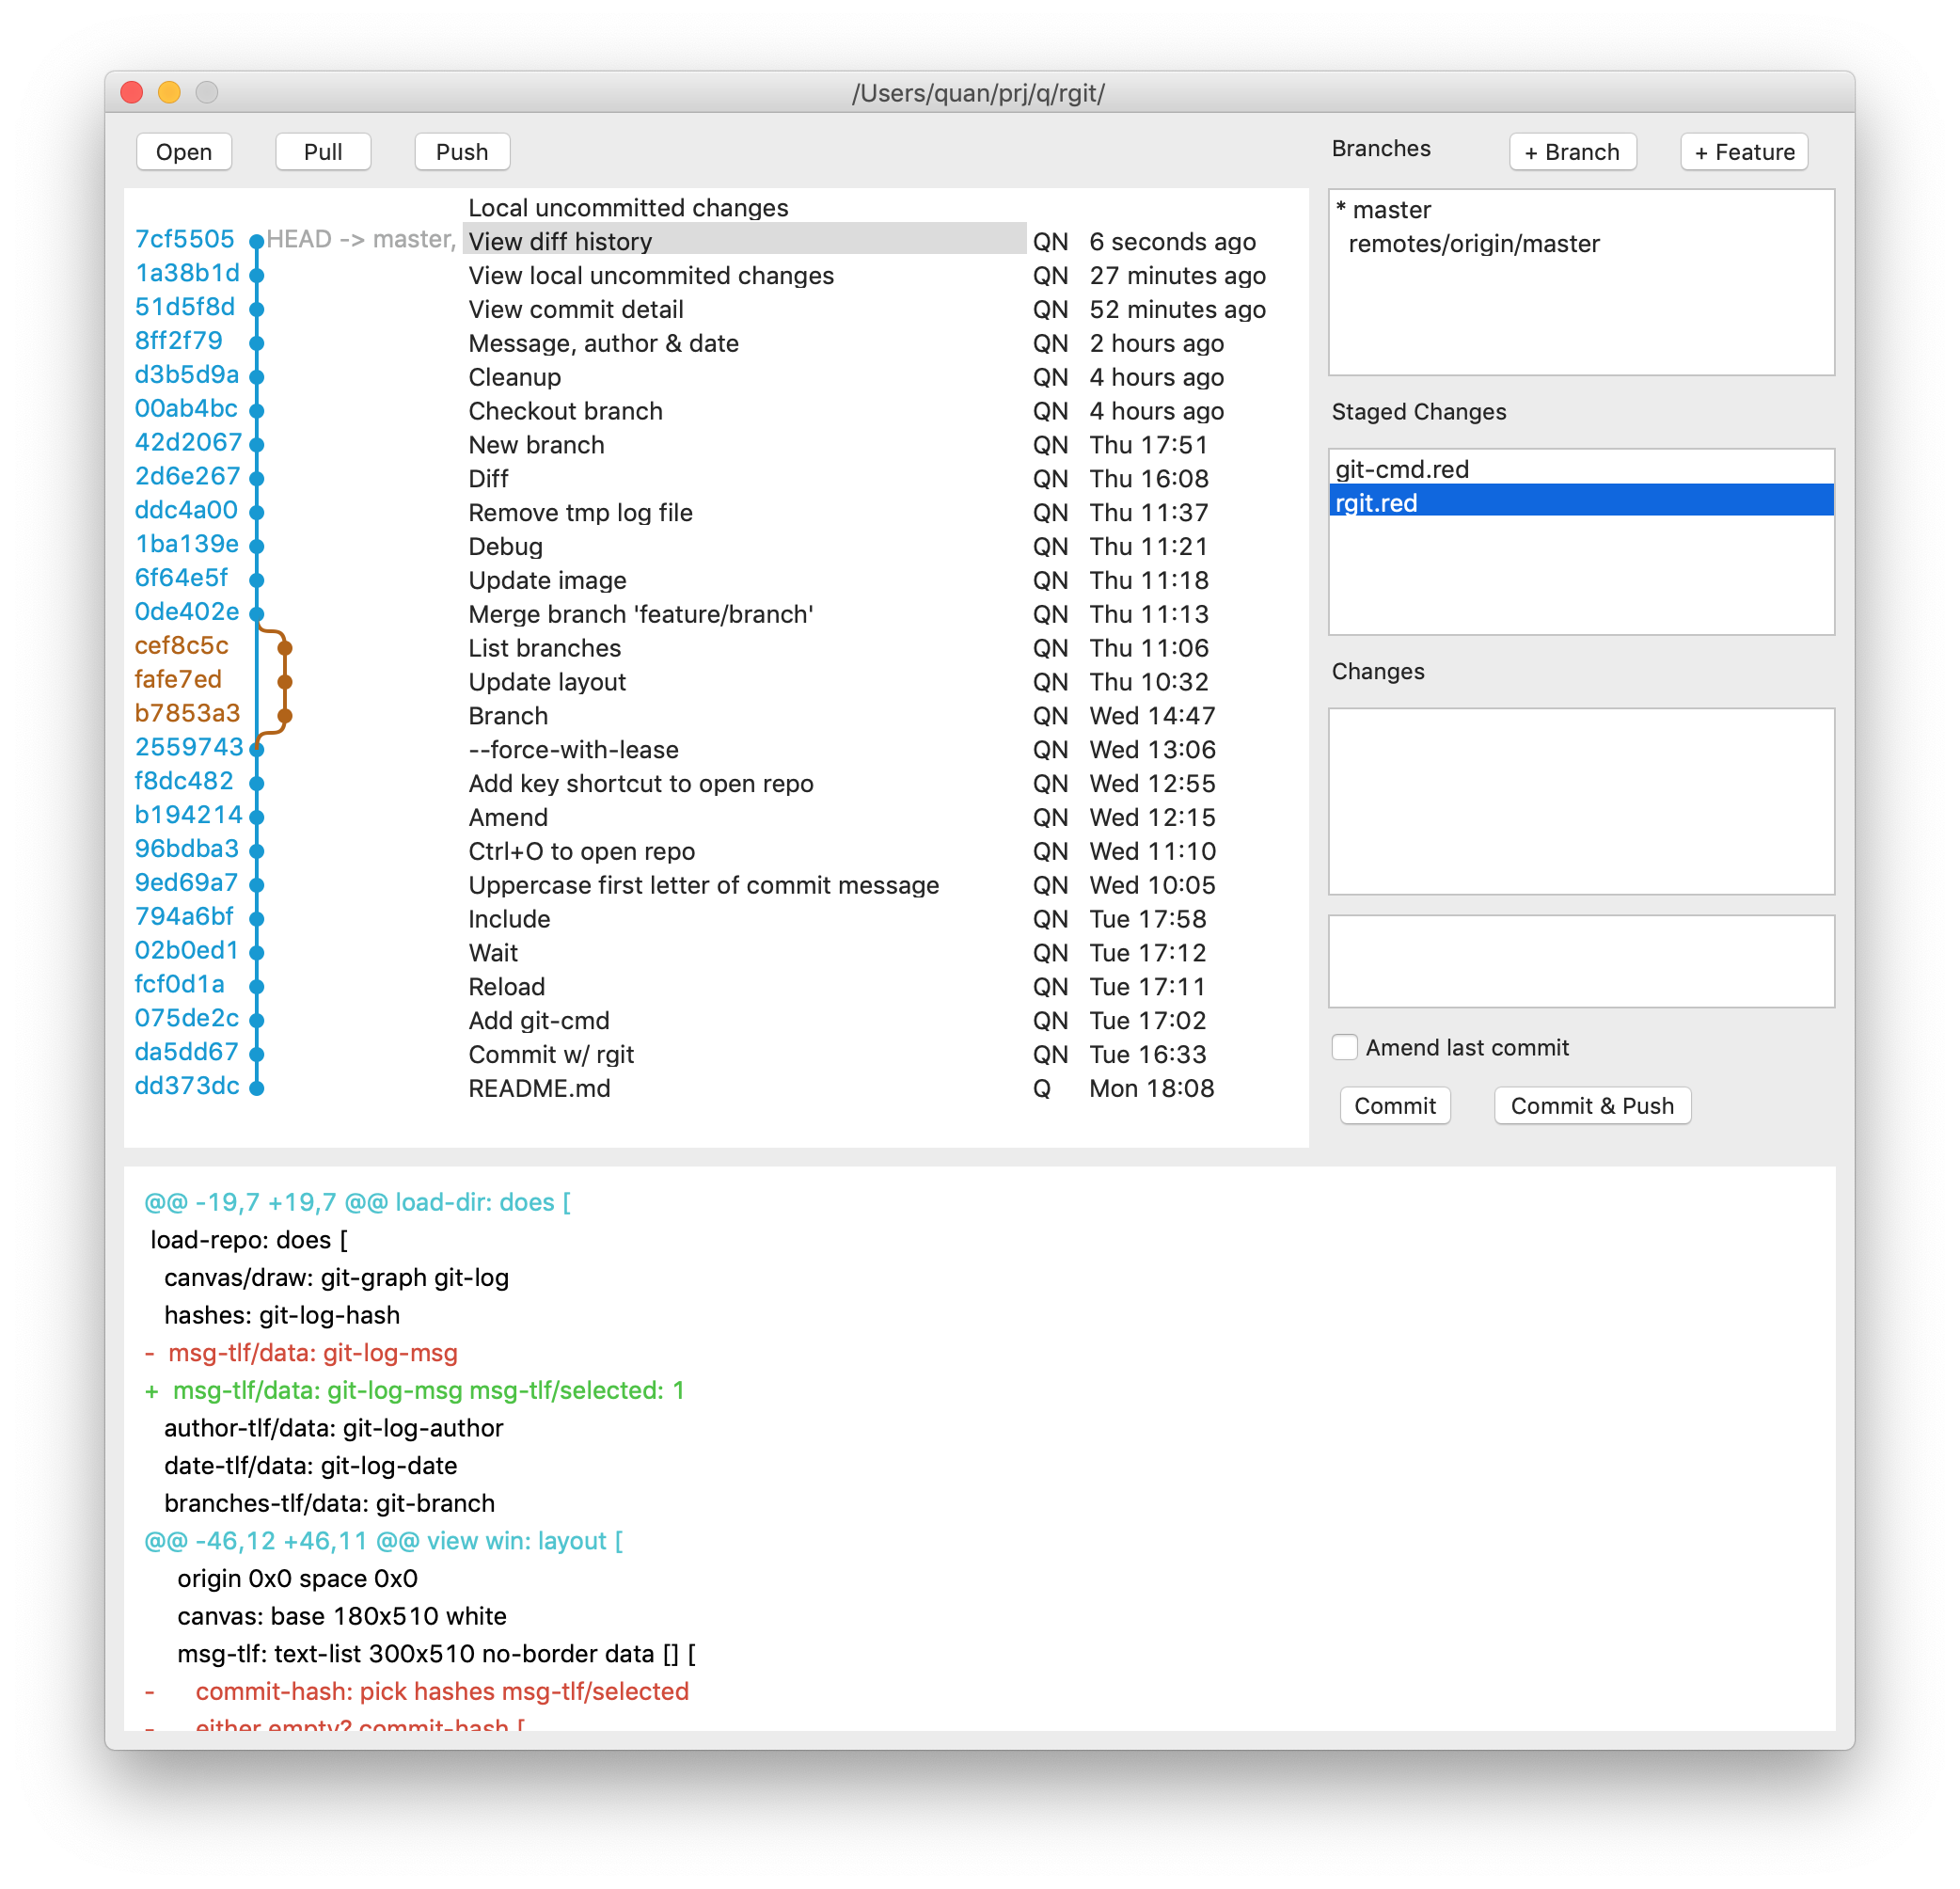 /Users/quan/prj/q/rgit/
Open Pull Push
Local uncommitted changes
7cf5505 HEAD -> master, View diff history QN 6 seconds ago
1a38b1d View local uncommited changes QN 27 minutes ago
51d5f8d View commit detail QN 52 minutes ago
8ff2f79 Message, author & date QN 2 hours ago
d3b5d9a Cleanup QN 4 hours ago
00ab4bc Checkout branch QN 4 hours ago
42d2067 New branch QN Thu 17:51
2d6e267 Diff QN Thu 16:08
ddc4a00 Remove tmp log file QN Thu 11:37
1ba139e Debug QN Thu 11:21
6f64e5f Update image QN Thu 11:18
0de402e Merge branch 'feature/branch' QN Thu 11:13
cef8c5c List branches QN Thu 11:06
fafe7ed Update layout QN Thu 10:32
b7853a3 Branch QN Wed 14:47
2559743 --force-with-lease QN Wed 13:06
f8dc482 Add key shortcut to open repo QN Wed 12:55
b194214 Amend QN Wed 12:15
96bdba3 Ctrl+O to open repo QN Wed 11:10
9ed69a7 Uppercase first letter of commit message QN Wed 10:05
794a6bf Include QN Tue 17:58
02b0ed1 Wait QN Tue 17:12
fcf0d1a Reload QN Tue 17:11
075de2c Add git-cmd QN Tue 17:02
da5dd67 Commit w/ rgit QN Tue 16:33
dd373dc README.md Q Mon 18:08
Branches + Branch + Feature
* master
remotes/origin/master
Staged Changes
git-cmd.red
rgit.red
Changes
Amend last commit
Commit Commit & Push
@@ -19,7 +19,7 @@ load-dir: does [
load-repo: does [
canvas/draw: git-graph git-log
hashes: git-log-hash
- msg-tlf/data: git-log-msg
+ msg-tlf/data: git-log-msg msg-tlf/selected: 1
author-tlf/data: git-log-author
date-tlf/data: git-log-date
branches-tlf/data: git-branch
@@ -46,12 +46,11 @@ view win: layout [
origin 0x0 space 0x0
canvas: base 180x510 white
msg-tlf: text-list 300x510 no-border data [] [
- commit-hash: pick hashes msg-tlf/selected
- either empty? commit-hash [